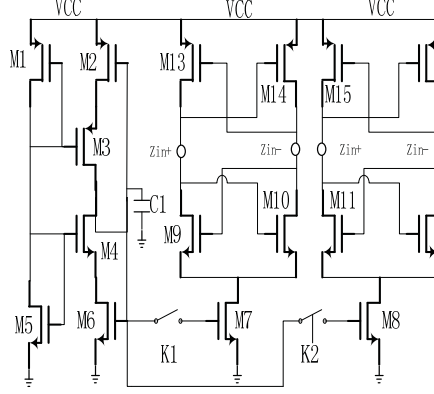 VCC VCC VCC
M1 M2 M13 M14 M15
M3
Zin+ Zin- Zin+ Zin-
C1 M10 M11
M9
M4
M5 M6 M7 M8
K1 K2